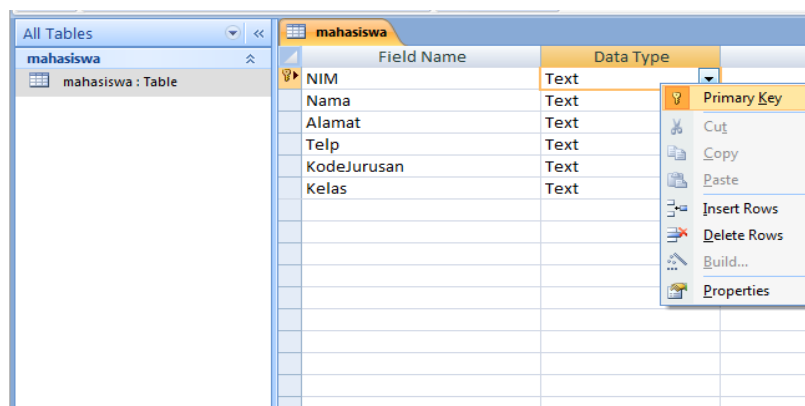 All Tables
mahasiswa
mahasiswa : Table
mahasiswa
Field Name Data Type
NIM Text
Nama Text
Alamat Text
Telp Text
KodeJurusan Text
Kelas Text
Primary Key
Cut
Copy
Paste
Insert Rows
Delete Rows
Build...
Properties